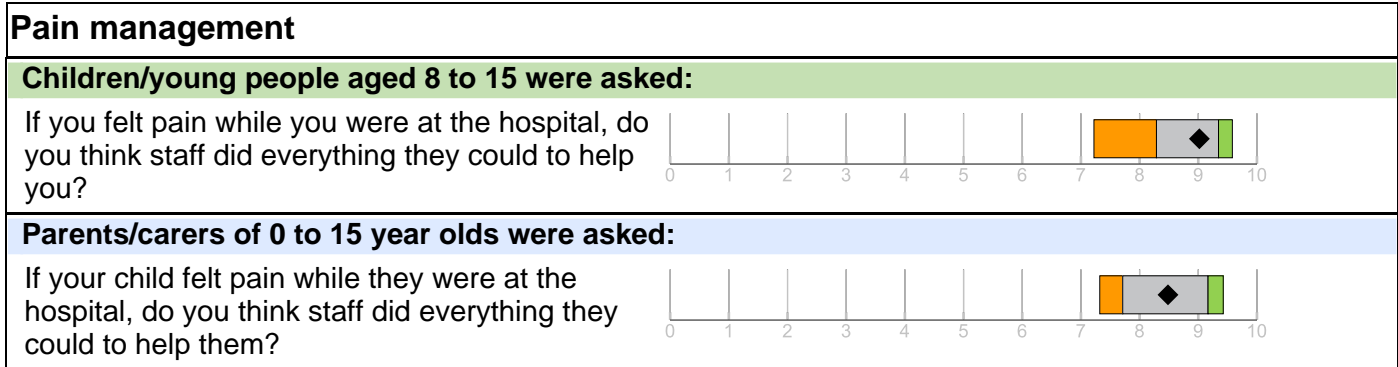 Pain management
Children/young people aged 8 to 15 were asked:
If you felt pain while you were at the hospital, do
you think staff did everything they could to help
you?
0 1 2 3 4 5 6 7 8 9 10
Parents/carers of 0 to 15 year olds were asked:
If your child felt pain while they were at the
hospital, do you think staff did everything they
could to help them?
0 1 2 3 4 5 6 7 8 9 10